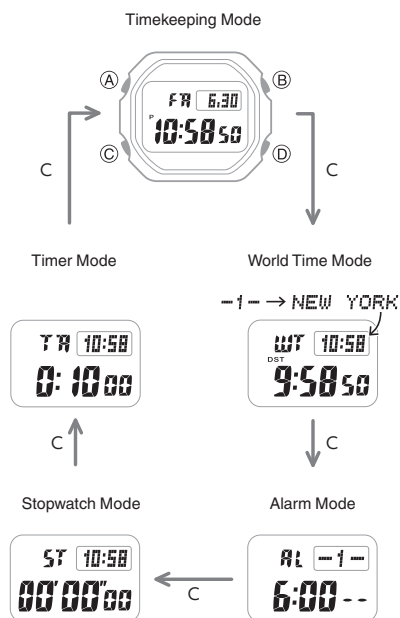 Timekeeping Mode
A
B
FR 6.30
P
10:58 50
C
D
C
C
Timer Mode
World Time Mode
-1- → NEW YORK
TR 10:58
0:10 00
WT 10:58
DST
9:58 50
C
C
Stopwatch Mode
Alarm Mode
ST 10:58
00'00"00
C
AL -1-
6:00 --